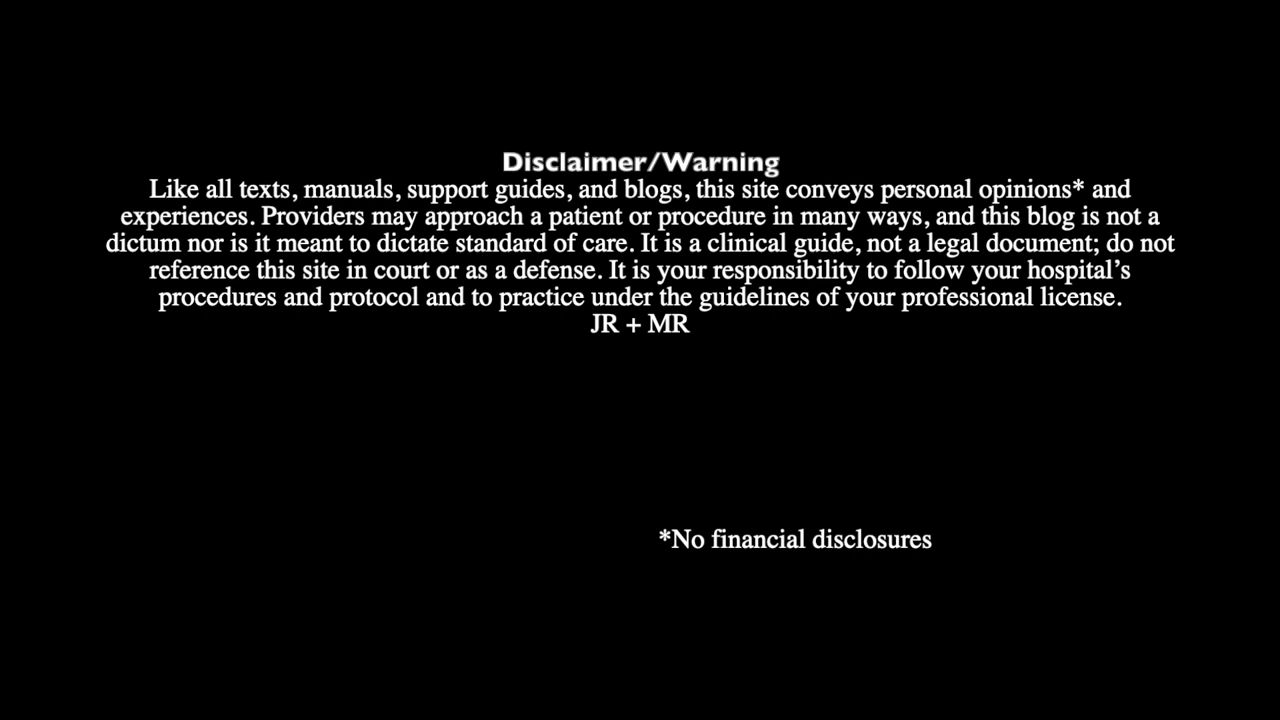 Disclaimer/Warning
Like all texts, manuals, support guides, and blogs, this site conveys personal opinions* and
experiences. Providers may approach a patient or procedure in many ways, and this blog is not a
dictum nor is it meant to dictate standard of care. It is a clinical guide, not a legal document; do not
reference this site in court or as a defense. It is your responsibility to follow your hospital’s
procedures and protocol and to practice under the guidelines of your professional license.
JR + MR
*No financial disclosures